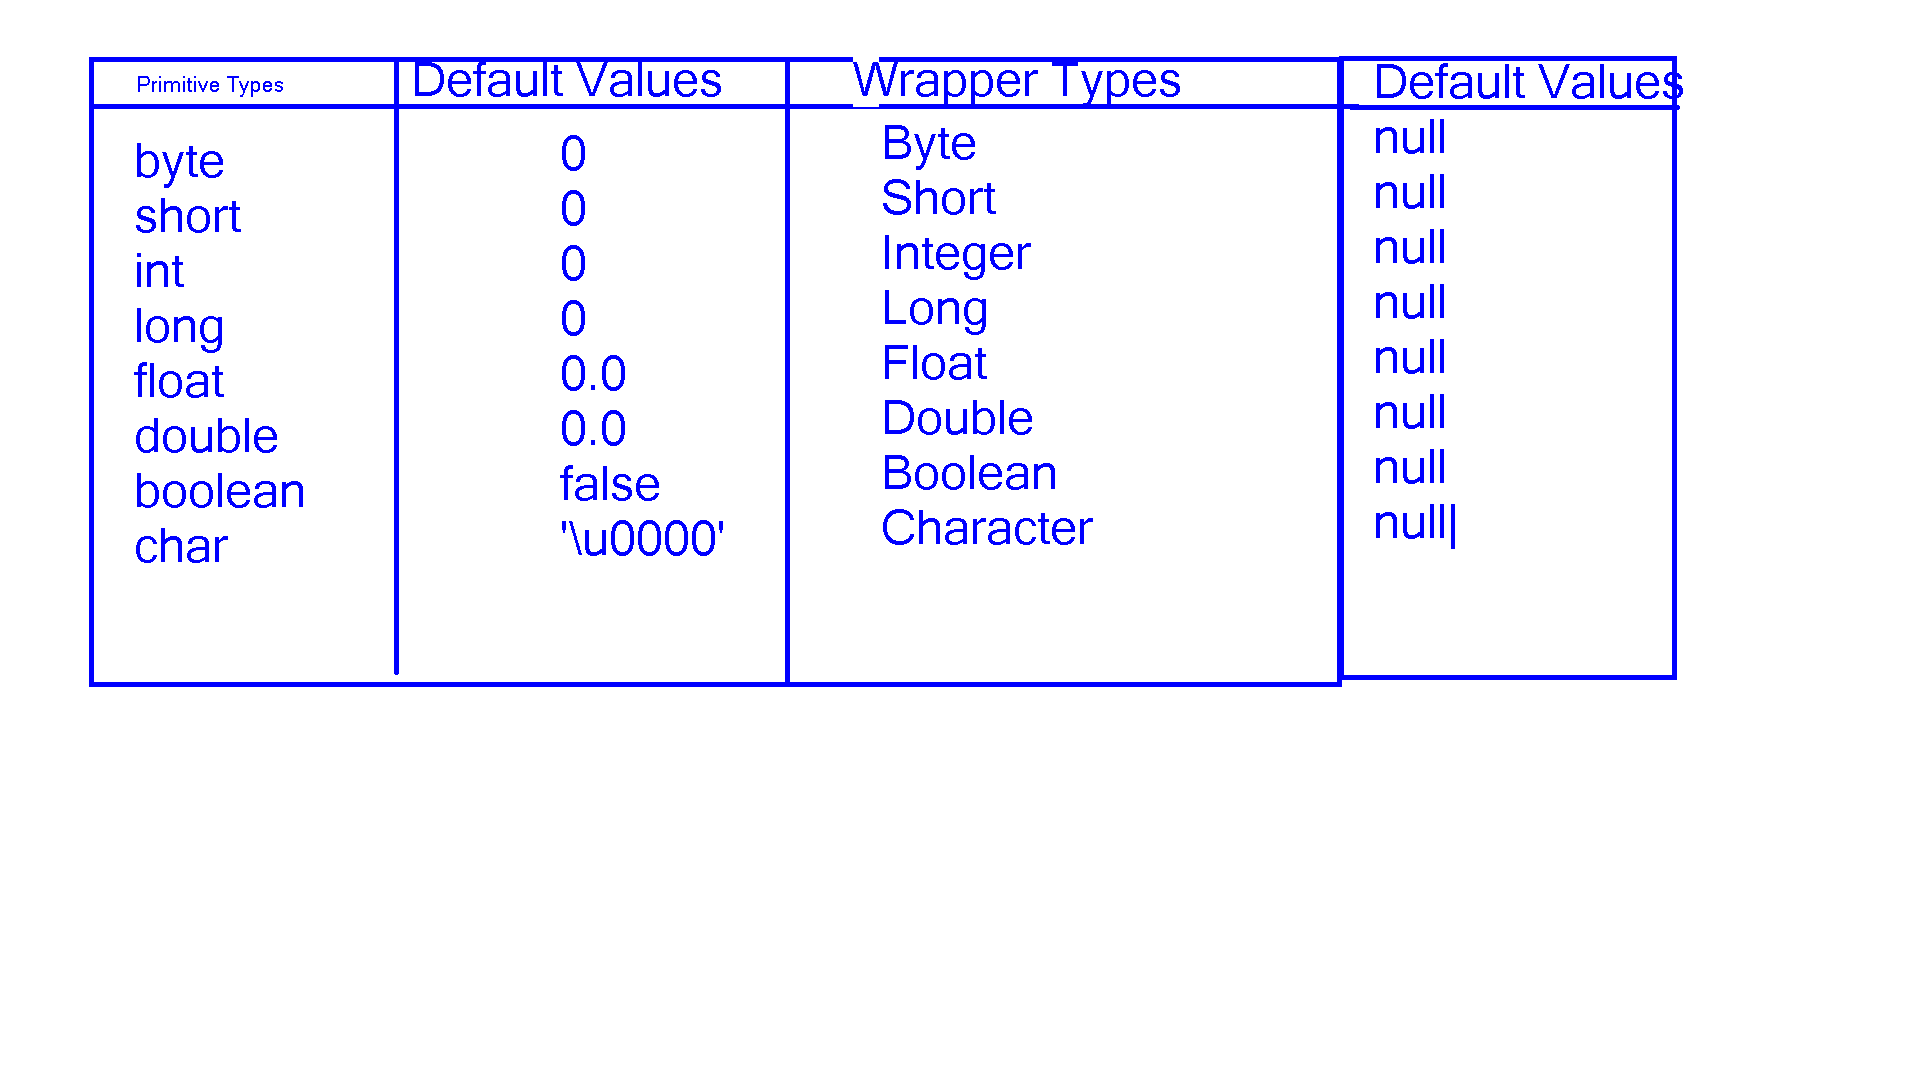 Primitive Types Default Values Wrapper Types Default Values
byte 0 Byte null
short 0 Short null
int 0 Integer null
long 0 Long null
float 0.0 Float null
double 0.0 Double null
boolean false Boolean null
char '\u0000' Character null